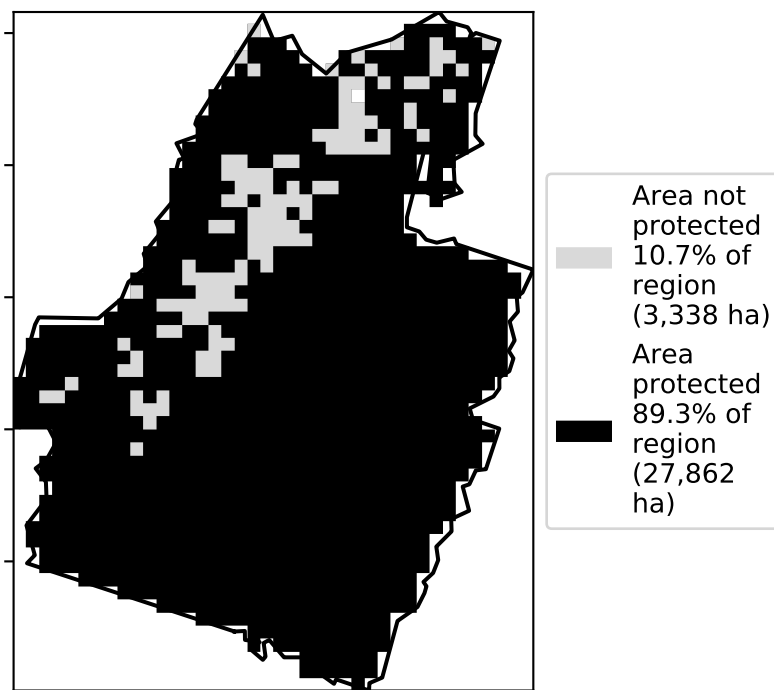 Area not
protected
10.7% of
region
(3,338 ha)
Area
protected
89.3% of
region
(27,862
ha)